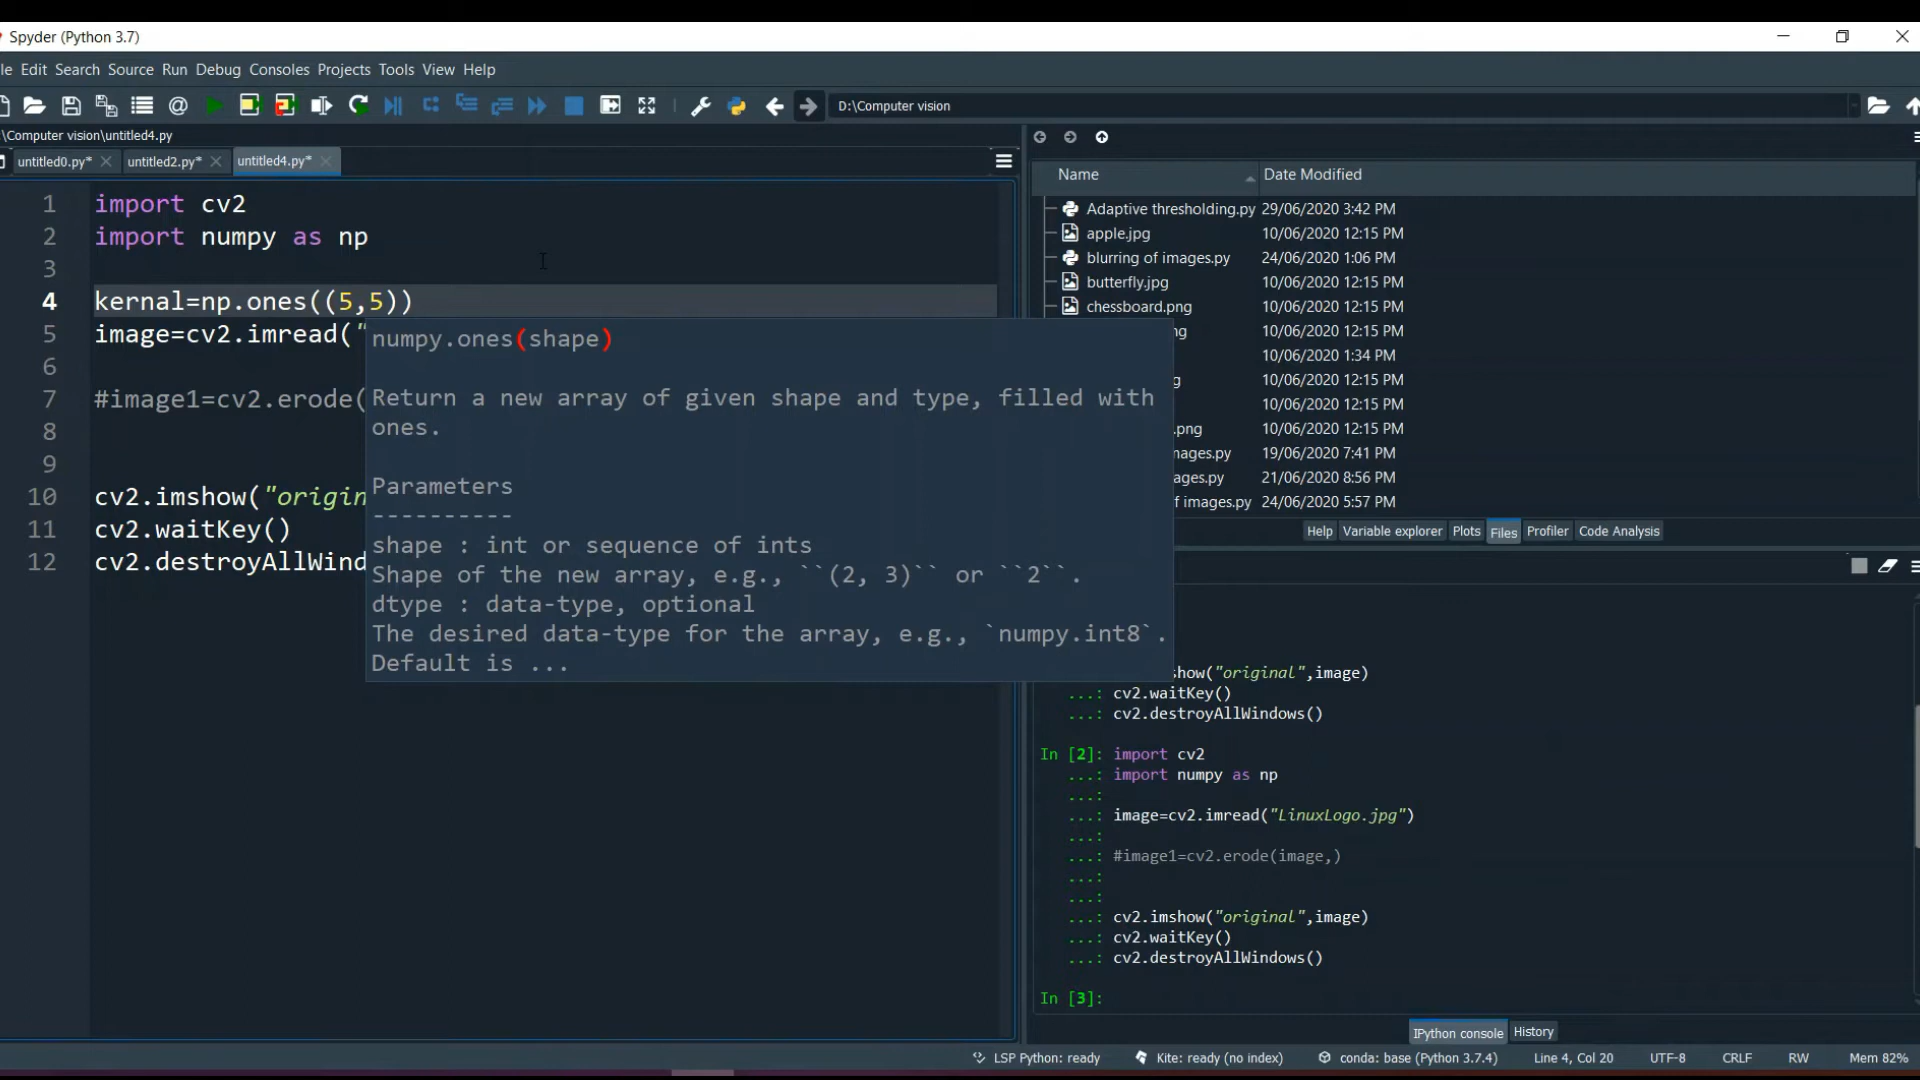 Spyder (Python 3.7)
le Edit Search Source Run Debug Consoles Projects Tools View Help
D:\Computer vision
\Computer vision\untitled4.py
untitled0.py* untitled2.py* untitled4.py*
1 import cv2
2 import numpy as np
3
4 kernal=np.ones((5,5))
5 image=cv2.imread("
6
7 #image1=cv2.erode(
8
9
10 cv2.imshow("origin
11 cv2.waitKey()
12 cv2.destroyAllWind
numpy.ones(shape)
Return a new array of given shape and type, filled with
ones.
Parameters
----------
shape : int or sequence of ints
Shape of the new array, e.g., ``(2, 3)`` or ``2``.
dtype : data-type, optional
The desired data-type for the array, e.g., `numpy.int8`.
Default is ...
Name Date Modified
Adaptive thresholding.py 29/06/2020 3:42 PM
apple.jpg 10/06/2020 12:15 PM
blurring of images.py 24/06/2020 1:06 PM
butterfly.jpg 10/06/2020 12:15 PM
chessboard.png 10/06/2020 12:15 PM
ng 10/06/2020 12:15 PM
10/06/2020 1:34 PM
g 10/06/2020 12:15 PM
10/06/2020 12:15 PM
.png 10/06/2020 12:15 PM
nages.py 19/06/2020 7:41 PM
ages.py 21/06/2020 8:56 PM
f images.py 24/06/2020 5:57 PM
Help Variable explorer Plots Files Profiler Code Analysis
show("original",image)
...: cv2.waitKey()
...: cv2.destroyAllWindows()
In [2]: import cv2
...: import numpy as np
...:
...: image=cv2.imread("LinuxLogo.jpg")
...:
...: #image1=cv2.erode(image,)
...:
...:
...: cv2.imshow("original",image)
...: cv2.waitKey()
...: cv2.destroyAllWindows()
In [3]:
IPython console History
LSP Python: ready Kite: ready (no index) conda: base (Python 3.7.4) Line 4, Col 20 UTF-8 CRLF RW Mem 82%